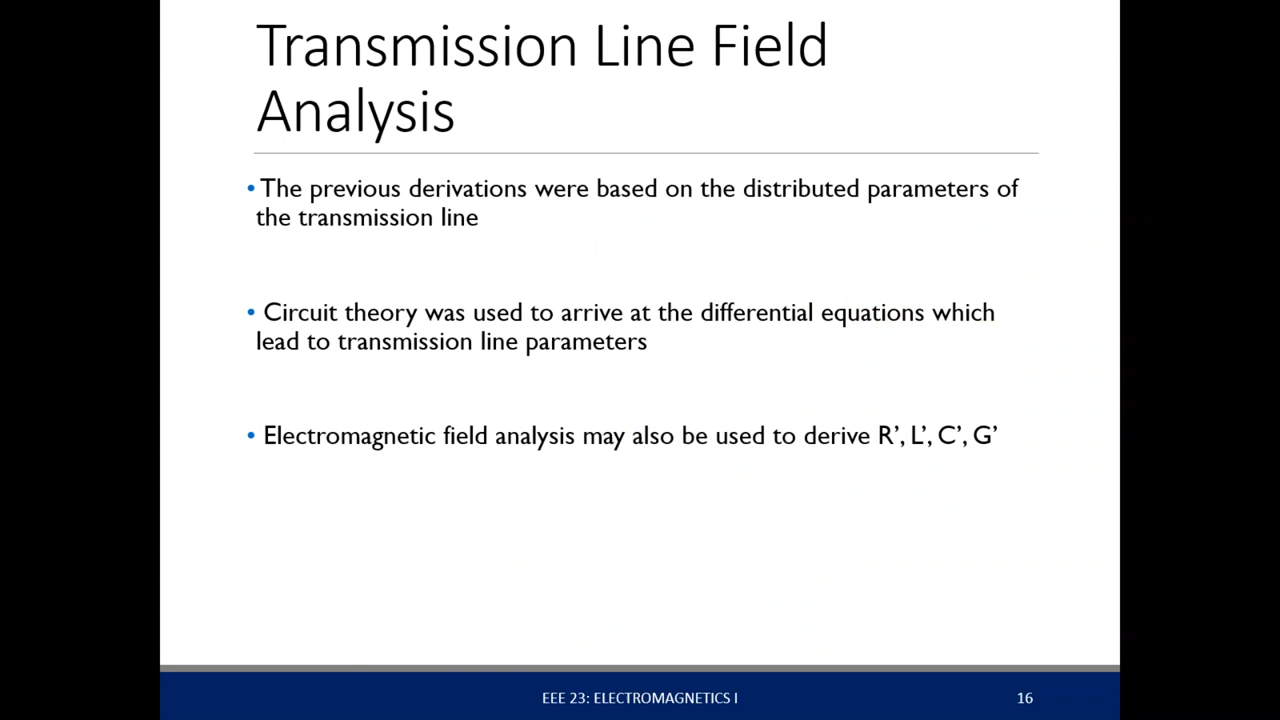 Transmission Line Field
Analysis
• The previous derivations were based on the distributed parameters of
the transmission line
• Circuit theory was used to arrive at the differential equations which
lead to transmission line parameters
• Electromagnetic field analysis may also be used to derive R’, L’, C’, G’
EEE 23: ELECTROMAGNETICS I
16